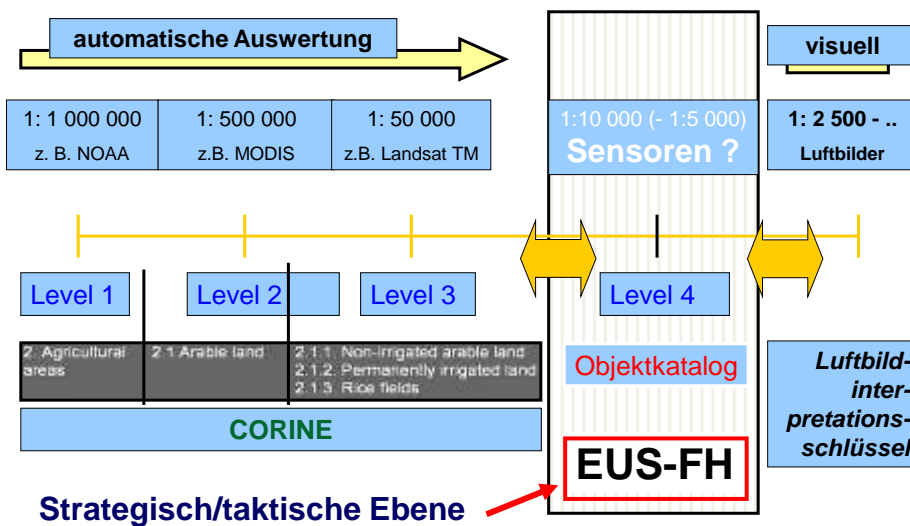 automatische Auswertung
visuell
1: 1 000 000
z. B. NOAA
1: 500 000
z.B. MODIS
1: 50 000
z.B. Landsat TM
1:10 000 (- 1:5 000)
Sensoren ?
1: 2 500 - ..
Luftbilder
Level 1
Level 2
Level 3
Level 4
2. Agricultural
areas
2.1 Arable land
2.1.1. Non-irrigated arable land
2.1.2. Permanently irrigated land
2.1.3. Rice fields
CORINE
Objektkatalog
EUS-FH
Luftbild-
inter-
pretations-
schlüssel
Strategisch/taktische Ebene